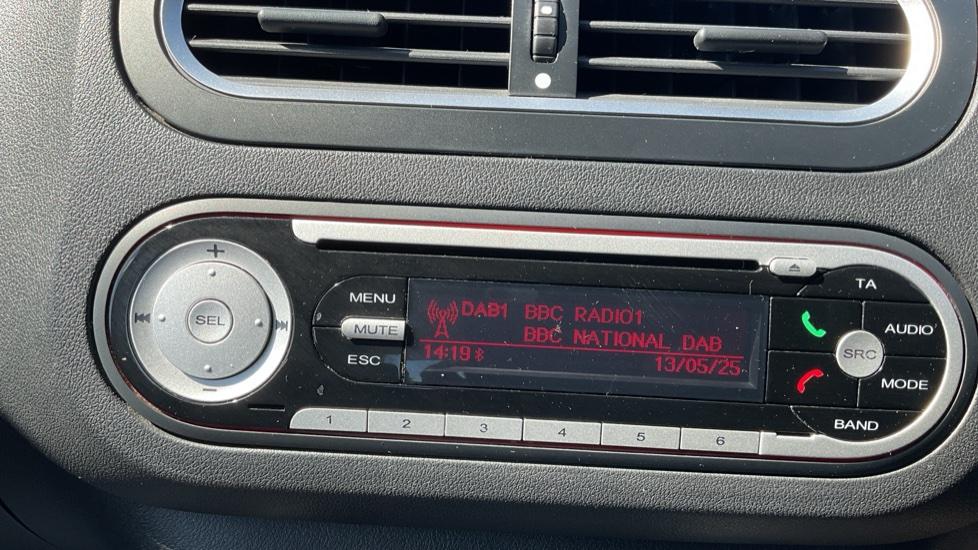 MENU
MUTE
ESC
SEL
DAB1 BBC RADIO1
BBC NATIONAL DAB
14:19
13/05/25
TA
AUDIO
SRC
MODE
BAND
1 2 3 4 5 6